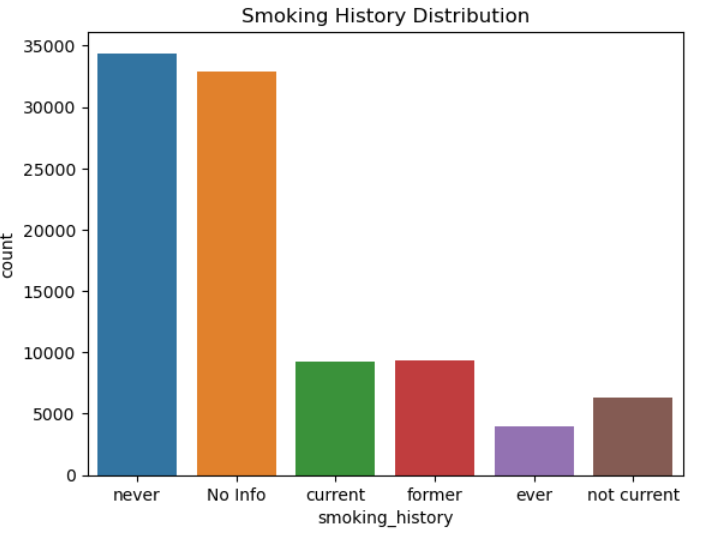 Smoking History Distribution
35000
30000
25000
20000
15000
10000
5000
0
count
never No Info current former ever not current
smoking_history